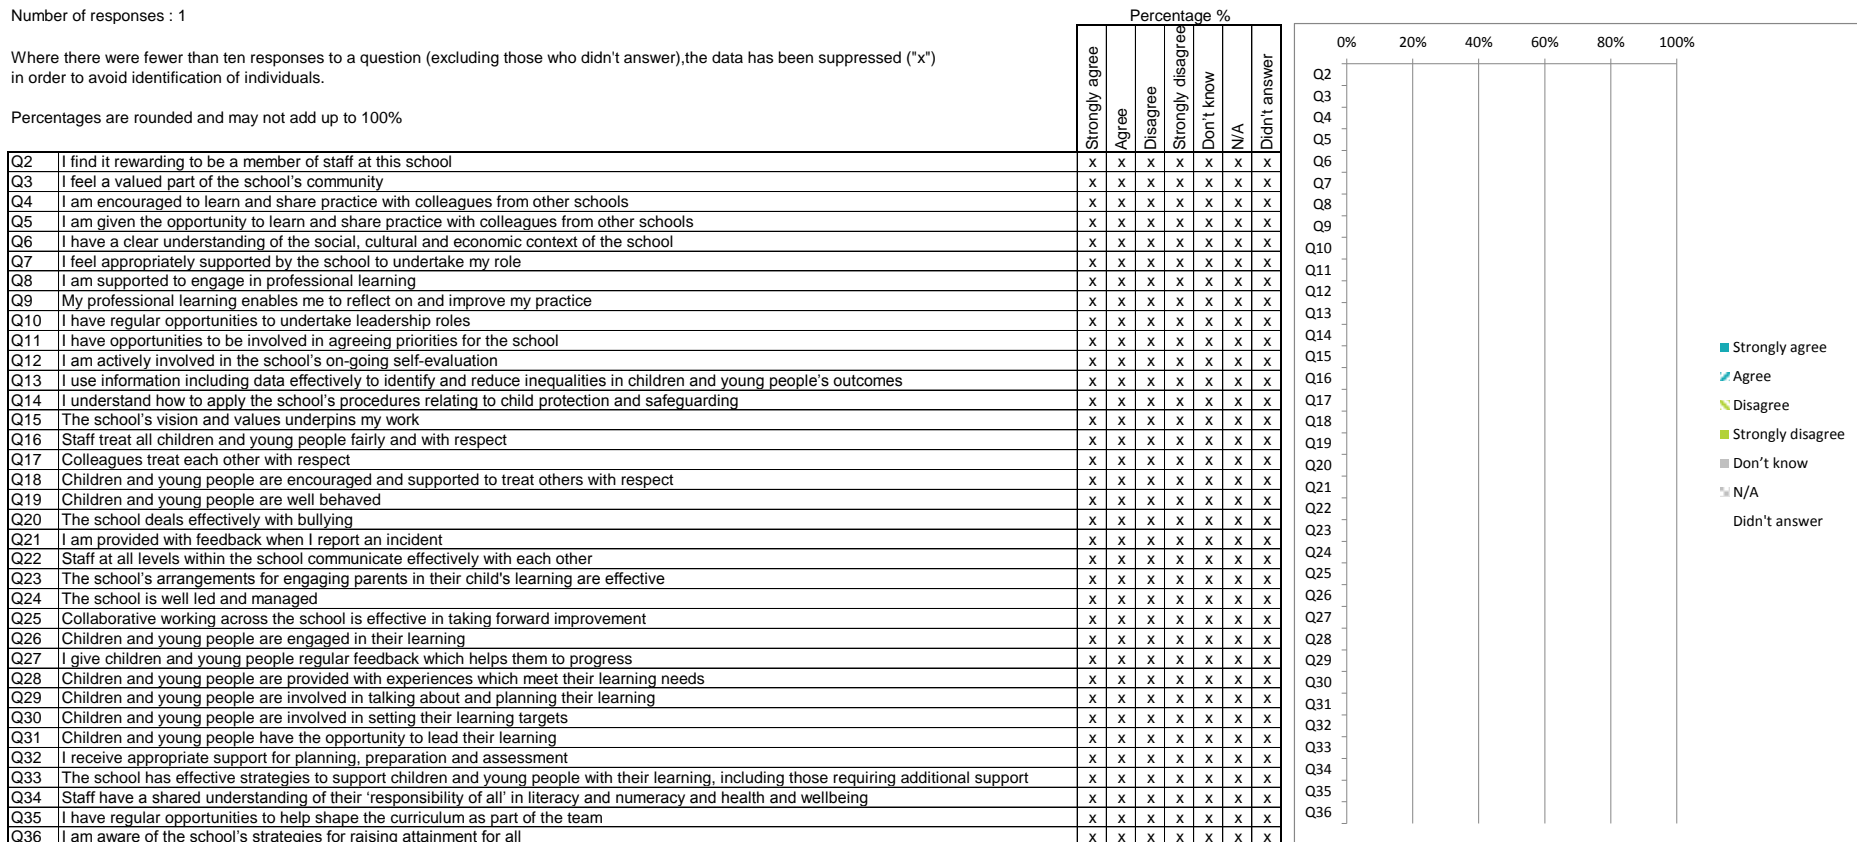 Number of responses : 1
Percentage %
Where there were fewer than ten responses to a question (excluding those who didn't answer),the data has been suppressed ("x")
in order to avoid identification of individuals.
Percentages are rounded and may not add up to 100%
Strongly agree
Agree
Disagree
Strongly disagree
Don't know
N/A
Didn't answer
Q2 I find it rewarding to be a member of staff at this school x x x x x x x
Q3 I feel a valued part of the school’s community x x x x x x x
Q4 I am encouraged to learn and share practice with colleagues from other schools x x x x x x x
Q5 I am given the opportunity to learn and share practice with colleagues from other schools x x x x x x x
Q6 I have a clear understanding of the social, cultural and economic context of the school x x x x x x x
Q7 I feel appropriately supported by the school to undertake my role x x x x x x x
Q8 I am supported to engage in professional learning x x x x x x x
Q9 My professional learning enables me to reflect on and improve my practice x x x x x x x
Q10 I have regular opportunities to undertake leadership roles x x x x x x x
Q11 I have opportunities to be involved in agreeing priorities for the school x x x x x x x
Q12 I am actively involved in the school’s on-going self-evaluation x x x x x x x
Q13 I use information including data effectively to identify and reduce inequalities in children and young people’s outcomes x x x x x x x
Q14 I understand how to apply the school’s procedures relating to child protection and safeguarding x x x x x x x
Q15 The school’s vision and values underpins my work x x x x x x x
Q16 Staff treat all children and young people fairly and with respect x x x x x x x
Q17 Colleagues treat each other with respect x x x x x x x
Q18 Children and young people are encouraged and supported to treat others with respect x x x x x x x
Q19 Children and young people are well behaved x x x x x x x
Q20 The school deals effectively with bullying x x x x x x x
Q21 I am provided with feedback when I report an incident x x x x x x x
Q22 Staff at all levels within the school communicate effectively with each other x x x x x x x
Q23 The school’s arrangements for engaging parents in their child's learning are effective x x x x x x x
Q24 The school is well led and managed x x x x x x x
Q25 Collaborative working across the school is effective in taking forward improvement x x x x x x x
Q26 Children and young people are engaged in their learning x x x x x x x
Q27 I give children and young people regular feedback which helps them to progress x x x x x x x
Q28 Children and young people are provided with experiences which meet their learning needs x x x x x x x
Q29 Children and young people are involved in talking about and planning their learning x x x x x x x
Q30 Children and young people are involved in setting their learning targets x x x x x x x
Q31 Children and young people have the opportunity to lead their learning x x x x x x x
Q32 I receive appropriate support for planning, preparation and assessment x x x x x x x
Q33 The school has effective strategies to support children and young people with their learning, including those requiring additional support x x x x x x x
Q34 Staff have a shared understanding of their ‘responsibility of all’ in literacy and numeracy and health and wellbeing x x x x x x x
Q35 I have regular opportunities to help shape the curriculum as part of the team x x x x x x x
Q36 I am aware of the school’s strategies for raising attainment for all x x x x x x x
0% 20% 40% 60% 80% 100%
Q2
Q3
Q4
Q5
Q6
Q7
Q8
Q9
Q10
Q11
Q12
Q13
Q14
Q15
Q16
Q17
Q18
Q19
Q20
Q21
Q22
Q23
Q24
Q25
Q26
Q27
Q28
Q29
Q30
Q31
Q32
Q33
Q34
Q35
Q36
Strongly agree
Agree
Disagree
Strongly disagree
Don’t know
N/A
Didn't answer